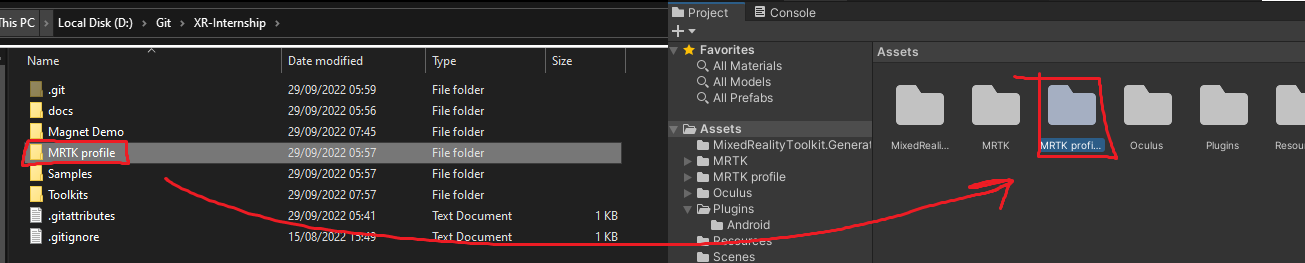 This PC > Local Disk (D:) > Git > XR-Internship >
Name Date modified Type Size
.git 29/09/2022 05:59 File folder
docs 29/09/2022 05:56 File folder
Magnet Demo 29/09/2022 07:45 File folder
MRTK profile 29/09/2022 05:57 File folder
Samples 29/09/2022 07:57 File folder
Toolkits 29/09/2022 07:57 File folder
.gitattributes 29/09/2022 05:41 Text Document 1 KB
.gitignore 15/08/2022 15:49 Text Document 1 KB
Project Console
+
Favorites
All Materials
All Models
All Prefabs
Assets
MixedRealityToolkit.Generat
MRTK
MRTK profile
Oculus
Plugins
Android
Resources
Scenes
Assets
MixedReali... MRTK MRTK profi... Oculus Plugins Resour